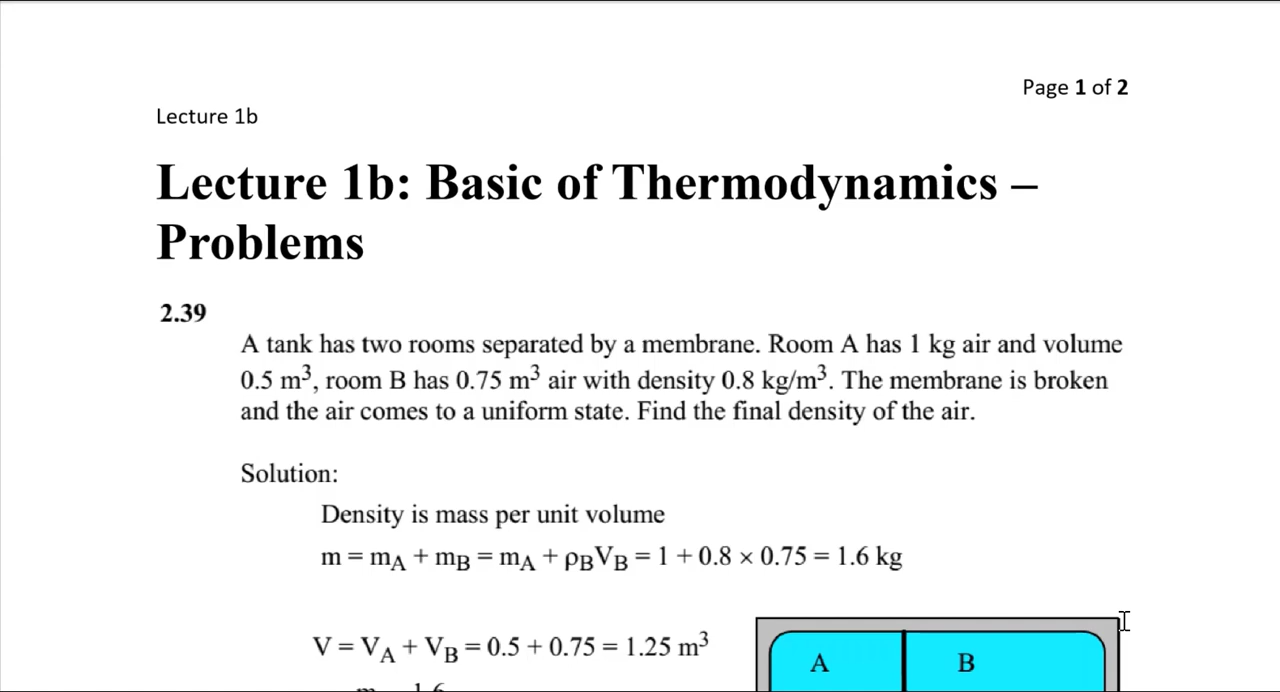 Page 1 of 2
Lecture 1b
Lecture 1b: Basic of Thermodynamics –
Problems
2.39
A tank has two rooms separated by a membrane. Room A has 1 kg air and volume
0.5 m³, room B has 0.75 m³ air with density 0.8 kg/m³. The membrane is broken
and the air comes to a uniform state. Find the final density of the air.
Solution:
Density is mass per unit volume
m = mA + mB = mA + ρBVB = 1 + 0.8 × 0.75 = 1.6 kg
V = VA + VB = 0.5 + 0.75 = 1.25 m³
A B